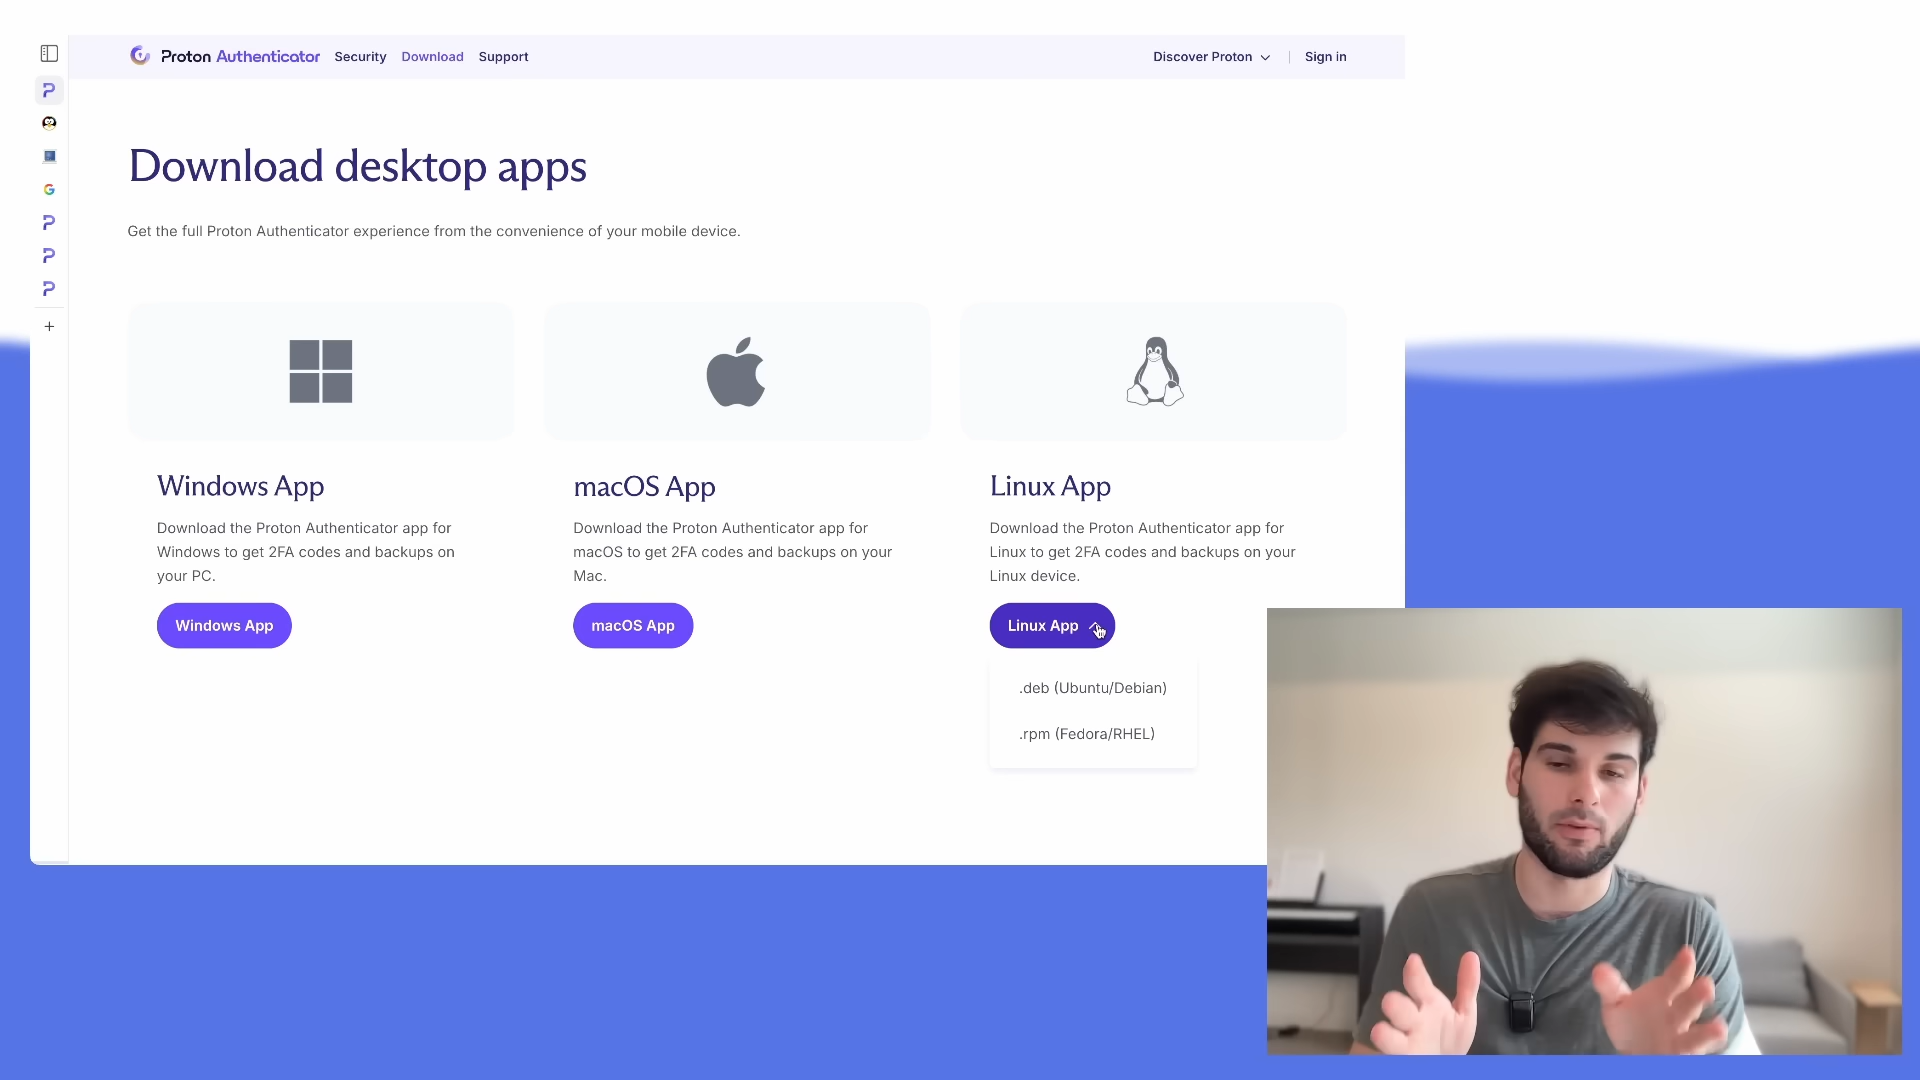 Proton Authenticator Security Download Support Discover Proton Sign in
Download desktop apps
Get the full Proton Authenticator experience from the convenience of your mobile device.
Windows App
Download the Proton Authenticator app for
Windows to get 2FA codes and backups on
your PC.
Windows App
macOS App
Download the Proton Authenticator app for
macOS to get 2FA codes and backups on your
Mac.
macOS App
Linux App
Download the Proton Authenticator app for
Linux to get 2FA codes and backups on your
Linux device.
Linux App
.deb (Ubuntu/Debian)
.rpm (Fedora/RHEL)